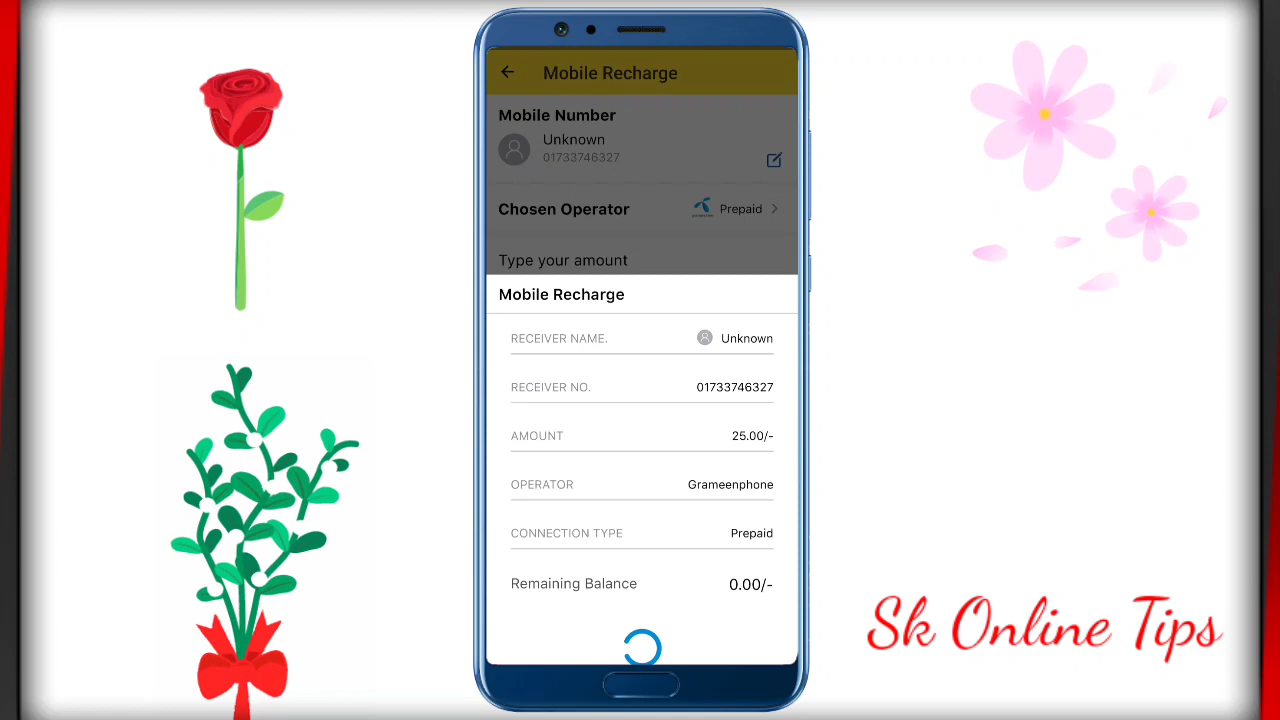 Mobile Recharge
Mobile Number
Unknown
01733746327
Chosen Operator
Prepaid
Type your amount
Mobile Recharge
RECEIVER NAME. Unknown
RECEIVER NO. 01733746327
AMOUNT 25.00/-
OPERATOR Grameenphone
CONNECTION TYPE Prepaid
Remaining Balance 0.00/-
Sk Online Tips